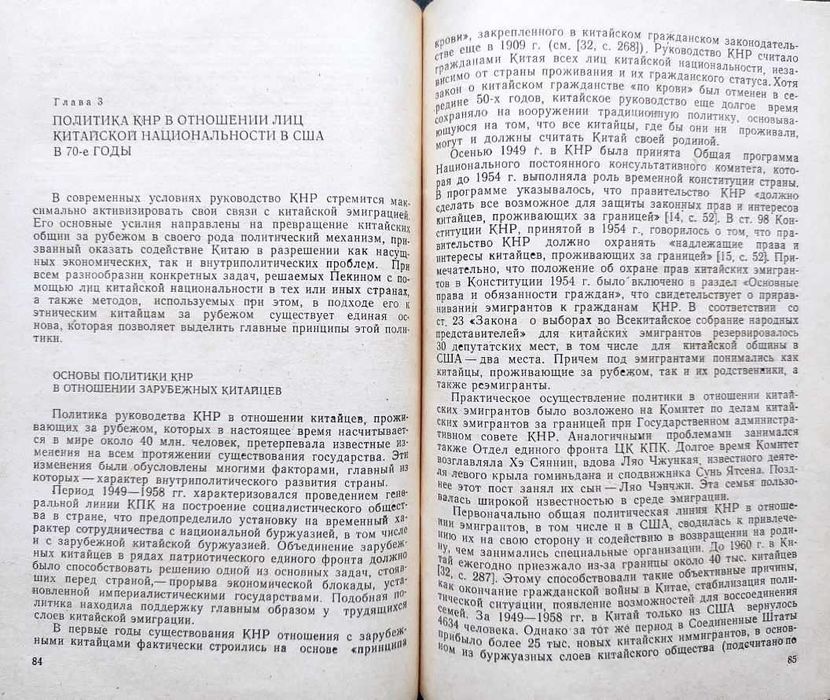 Глава 3
ПОЛИТИКА КНР В ОТНОШЕНИИ ЛИЦ
КИТАЙСКОЙ НАЦИОНАЛЬНОСТИ В США
В 70-е ГОДЫ
В современных условиях руководство КНР стремится мак-
симально активизировать свои связи с китайской эмиграцией.
Его основные усилия направлены на превращение китайских
общин за рубежом в своего рода политический механизм, при-
званный оказать содействие Китаю в разрешении как насущ-
ных экономических, так и внутриполитических проблем. При
всем разнообразии конкретных задач, решаемых Пекином с по-
мощью лиц китайской национальности в тех или иных странах,
а также методов, используемых при этом, в подходе его к
этническим китайцам за рубежом существует единая ос-
нова, которая позволяет выделить главные принципы этой поли-
тики.
ОСНОВЫ ПОЛИТИКИ КНР
В ОТНОШЕНИИ ЗАРУБЕЖНЫХ КИТАЙЦЕВ
Политика руководства КНР в отношении китайцев, прожи-
вающих за рубежом, которых в настоящее время насчитывает-
ся в мире около 40 млн. человек, претерпевала известные из-
менения на всем протяжении существования государства. Эти
изменения были обусловлены многими факторами, главный из
которых — характер внутриполитического развития страны.
Период 1949—1958 гг. характеризовался проведением гене-
ральной линии КПК на построение социалистического общест-
ва в стране, что предопределило установку на временный ха-
рактер сотрудничества с национальной буржуазией, в том числе
и с зарубежной китайской буржуазией. Объединение зарубеж-
ных китайцев в рядах патриотического единого фронта должно
было способствовать решению одной из основных задач, стояв-
ших перед страной,— прорыва экономической блокады, уста-
новленной империалистическими государствами. Подобная по-
литика находила поддержку главным образом у трудящихся
слоев китайской эмиграции.
В первые годы существования КНР отношения с зарубеж-
ными китайцами фактически строились на основе «принципа
84
крови», закрепленного в китайском гражданском законодатель-
стве еще в 1909 г. (см. [32, с. 268]). Руководство КНР считало
гражданами Китая всех лиц китайской национальности, неза-
висимо от страны проживания и их гражданского статуса. Хотя
закон о китайском гражданстве «по крови» был отменен в се-
редине 50-х годов, китайское руководство еще долгое время
сохраняло на вооружении традиционную политику, основываю-
щуюся на том, что все китайцы, где бы они ни проживали,
могут и должны считать Китай своей родиной.
Осенью 1949 г. в КНР была принята Общая программа
Национального постоянного консультативного комитета, кото-
рая до 1954 г. выполняла роль временной конституции страны.
В программе указывалось, что правительство КНР «должно
сделать все возможное для защиты законных прав и интересов
китайцев, проживающих за границей» [14, с. 52]. В ст. 98 Кон-
ституции КНР, принятой в 1954 г., говорилось о том, что пра-
вительство КНР должно охранять «надлежащие права и
интересы китайцев, проживающих за границей» [15, с. 52].
Примечательно, что положение об охране прав китайских эмигран-
тов в Конституции 1954 г. было включено в раздел «Основные
права и обязанности граждан», что свидетельствует о приравни-
вании эмигрантов к гражданам КНР. В соответствии со
ст. 23 «Закона о выборах во Всекитайское собрание народных
представителей» для китайских эмигрантов резервировалось
30 депутатских мест, в том числе для китайской общины в
США — два места. Причем под эмигрантами понимались как
китайцы, проживающие за рубежом, так и их родственники, а
также реэмигранты.
Практическое осуществление политики в отношении китай-
ских эмигрантов было возложено на Комитет по делам китай-
ских эмигрантов за границей при Государственном администра-
тивном совете КНР. Аналогичными проблемами занимался
также Отдел единого фронта ЦК КПК. Долгое время Комитет
возглавляла Хэ Сяннин, вдова Ляо Чжункая, известного деяте-
ля левого крыла гоминьдана и сподвижника Сунь Ятсена. Позд-
нее этот пост занял их сын — Ляо Чэнчжи. Эта семья пользо-
валась широкой известностью в среде эмиграции.
Первоначально общая политическая линия КНР в отноше-
нии эмигрантов, в том числе и в США, сводилась к привлече-
нию их на свою сторону и содействию в возвращении на роди-
ну, чем занимались специальные организации. До 1960 г. в Ки-
тай ежегодно приезжало из-за границы около 40 тыс. китайцев
[32, с. 287]. Этому способствовали такие объективные причины,
как окончание гражданской войны в Китае, стабилизация поли-
тической ситуации, появление возможностей для воссоединения
семей. За 1949—1958 гг. в Китай только из США вернулось
4634 человека. Однако за тот же период в Соединенные Штаты
прибыло более 25 тыс. новых китайских иммигрантов, в основ-
ном из буржуазных слоев китайского общества (подсчитано по
85